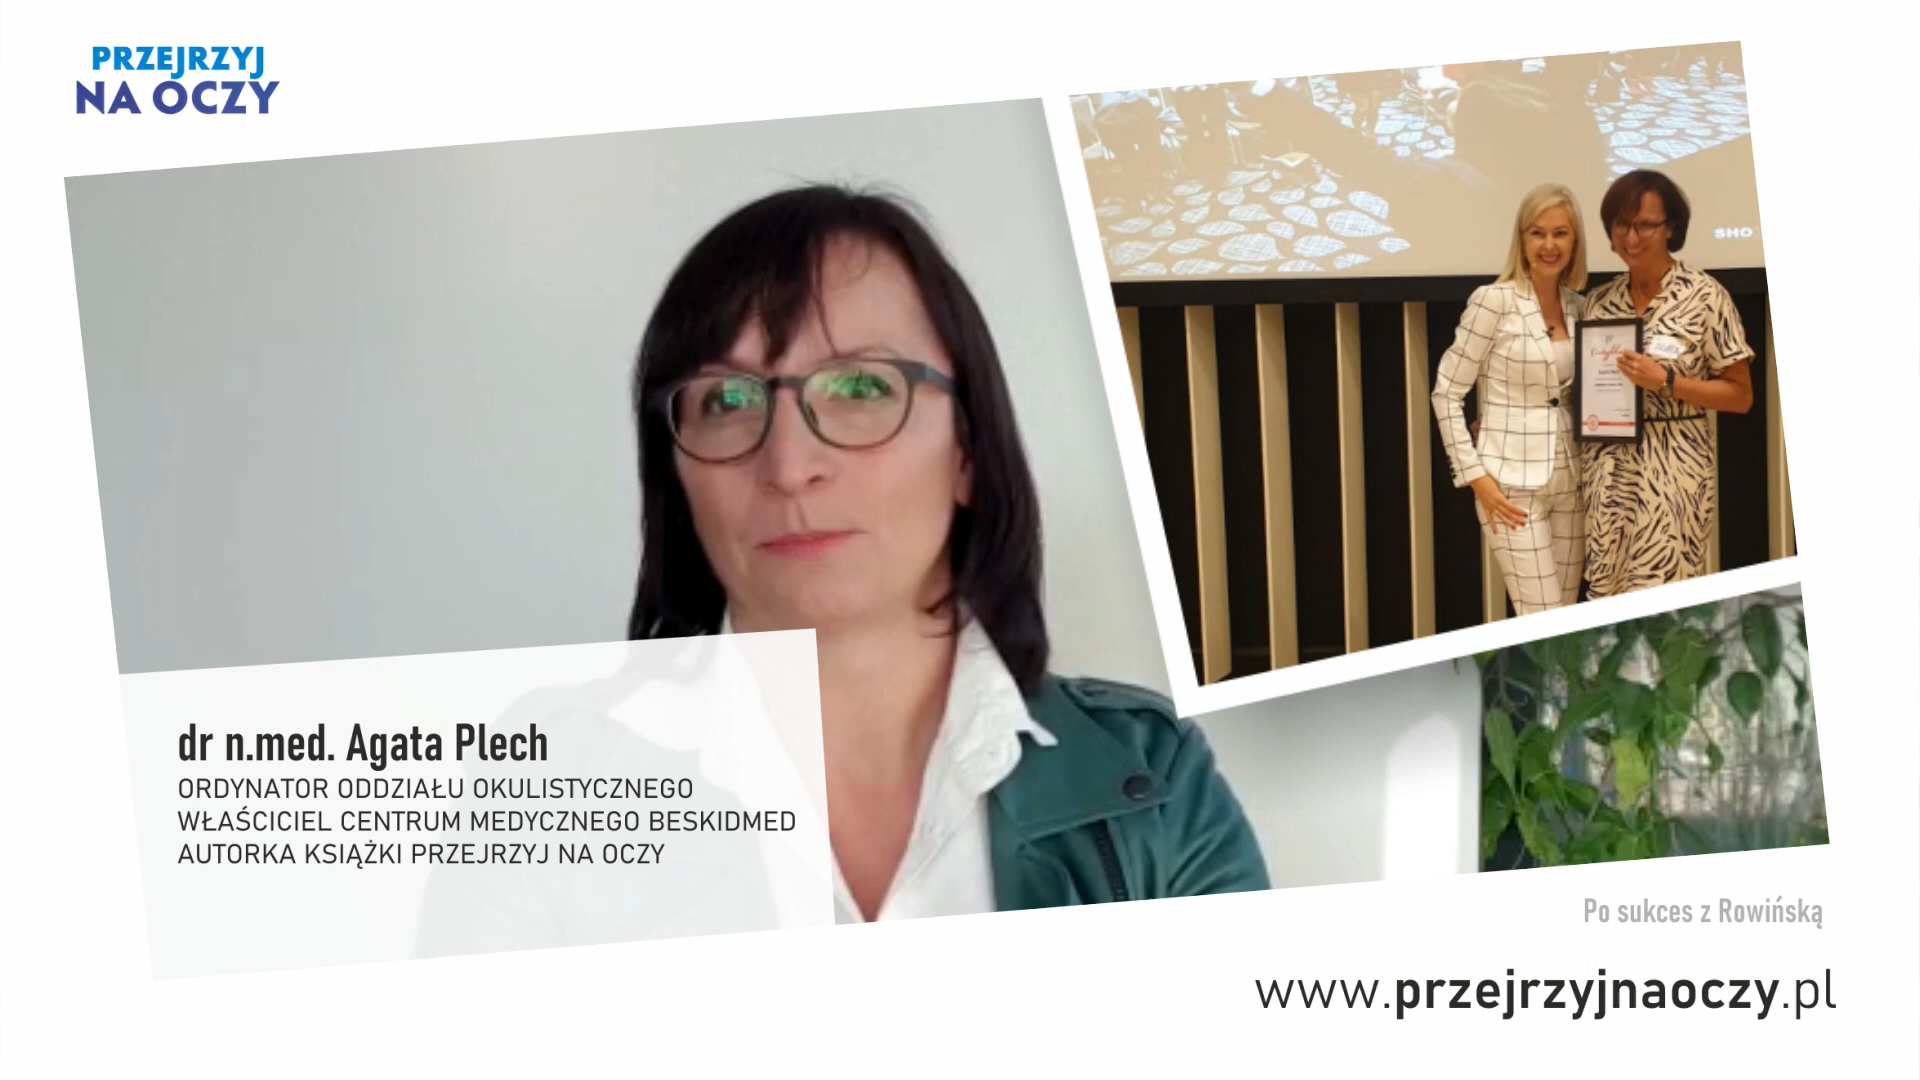 PRZEJRZYJ
NA OCZY
SHO
dr n.med. Agata Plech
ORDYNATOR ODDZIAŁU OKULISTYCZNEGO
WŁAŚCICIEL CENTRUM MEDYCZNEGO BESKIDMED
AUTORKA KSIĄŻKI PRZEJRZYJ NA OCZY
Po sukces z Rowińską
www.przejrzyjnaoczy.pl